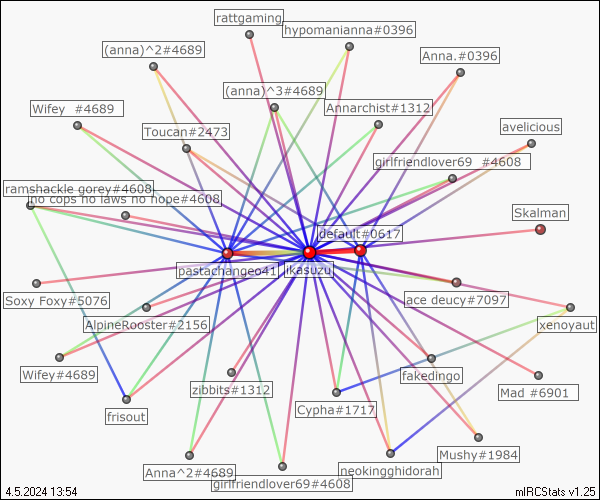 rattgaming
hypomanianna#0396
(anna)^2#4689
Anna.#0396
(anna)^3#4689
Wifey  #4689
Annarchist#1312
avelicious
Toucan#2473
girlfriendlover69  #4608
ramshackle gorey#4608
no cops no laws no hope#4608
Skalman
default#0617
pastachangeo41
ikasuzu
Soxy Foxy#5076
ace deucy#7097
AlpineRooster#2156
xenoyaut
Wifey#4689
fakedingo
zibbits#1312
Mad #6901
frisout
Cypha#1717
Mushy#1984
Anna^2#4689
neokingghidorah
girlfriendlover69#4608
4.5.2024 13:54
mIRCStats v1.25